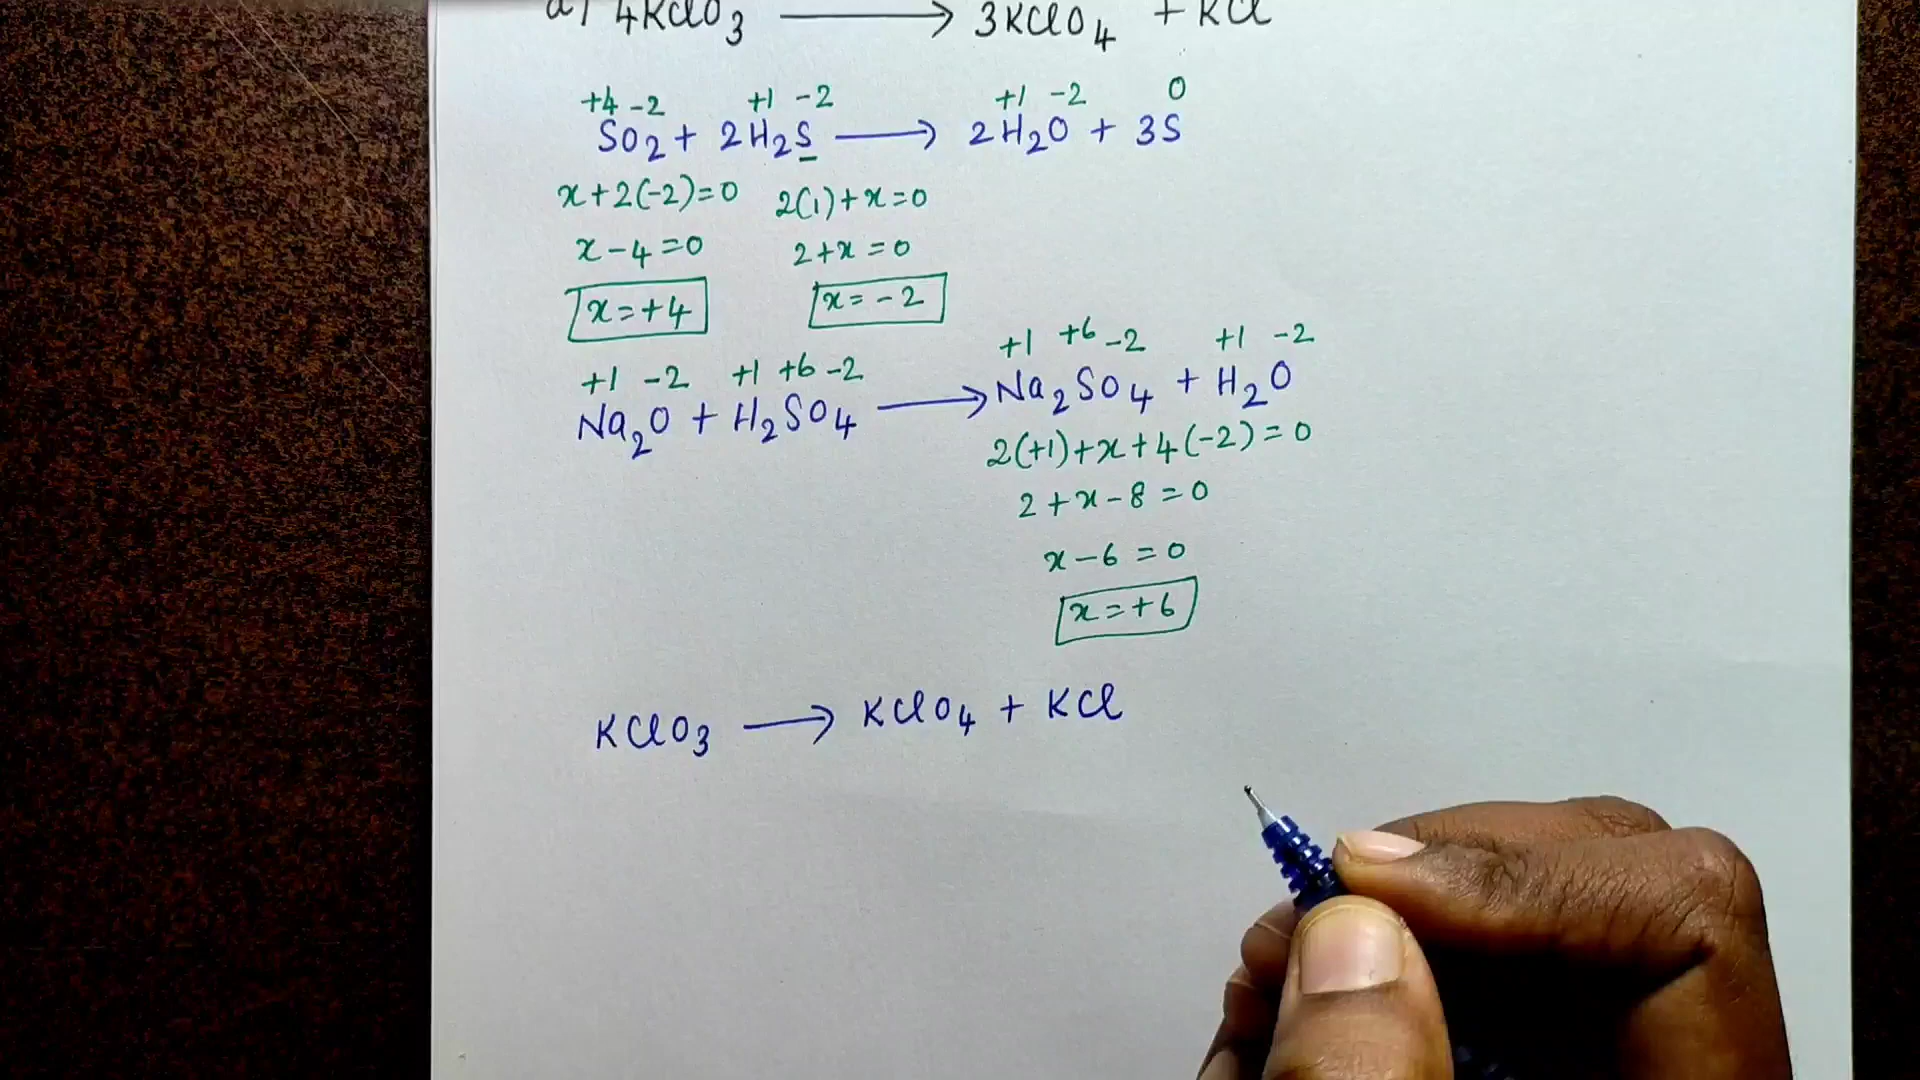 d) 4KClO₃ ⟶ 3KClO₄ + KCl
+4 -2 +1 -2 +1 -2 0
SO₂ + 2H₂S ⟶ 2H₂O + 3S
x+2(-2)=0 2(1)+x=0
x-4=0 2+x=0
x=+4 x=-2
+1 -2 +1 +6 -2 +1 +6 -2 +1 -2
Na₂O + H₂SO₄ ⟶ Na₂SO₄ + H₂O
2(+1)+x+4(-2)=0
2+x-8=0
x-6=0
x=+6
KClO₃ ⟶ KClO₄ + KCl